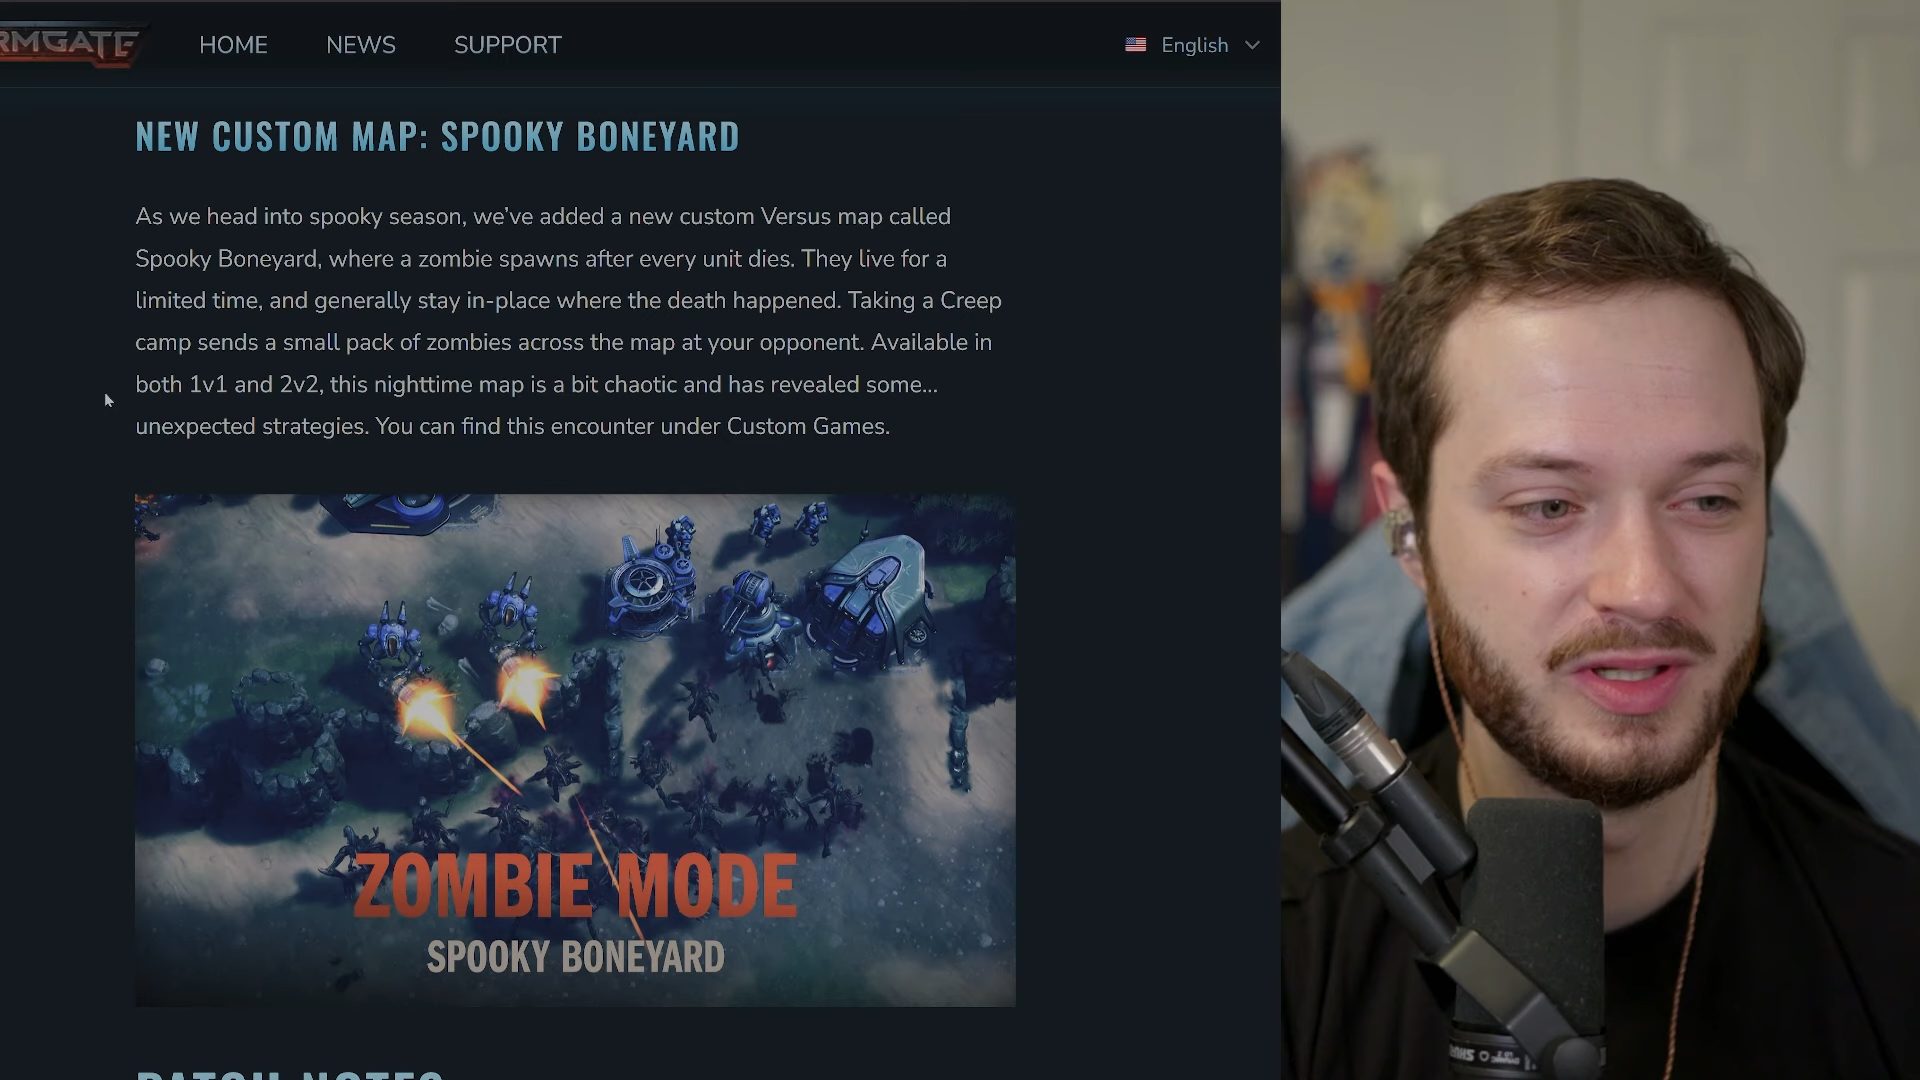 RMGATE
HOME
NEWS
SUPPORT
English
NEW CUSTOM MAP: SPOOKY BONEYARD
As we head into spooky season, we've added a new custom Versus map called
Spooky Boneyard, where a zombie spawns after every unit dies. They live for a
limited time, and generally stay in-place where the death happened. Taking a Creep
camp sends a small pack of zombies across the map at your opponent. Available in
both 1v1 and 2v2, this nighttime map is a bit chaotic and has revealed some...
unexpected strategies. You can find this encounter under Custom Games.
ZOMBIE MODE
SPOOKY BONEYARD
PATCH NOTES